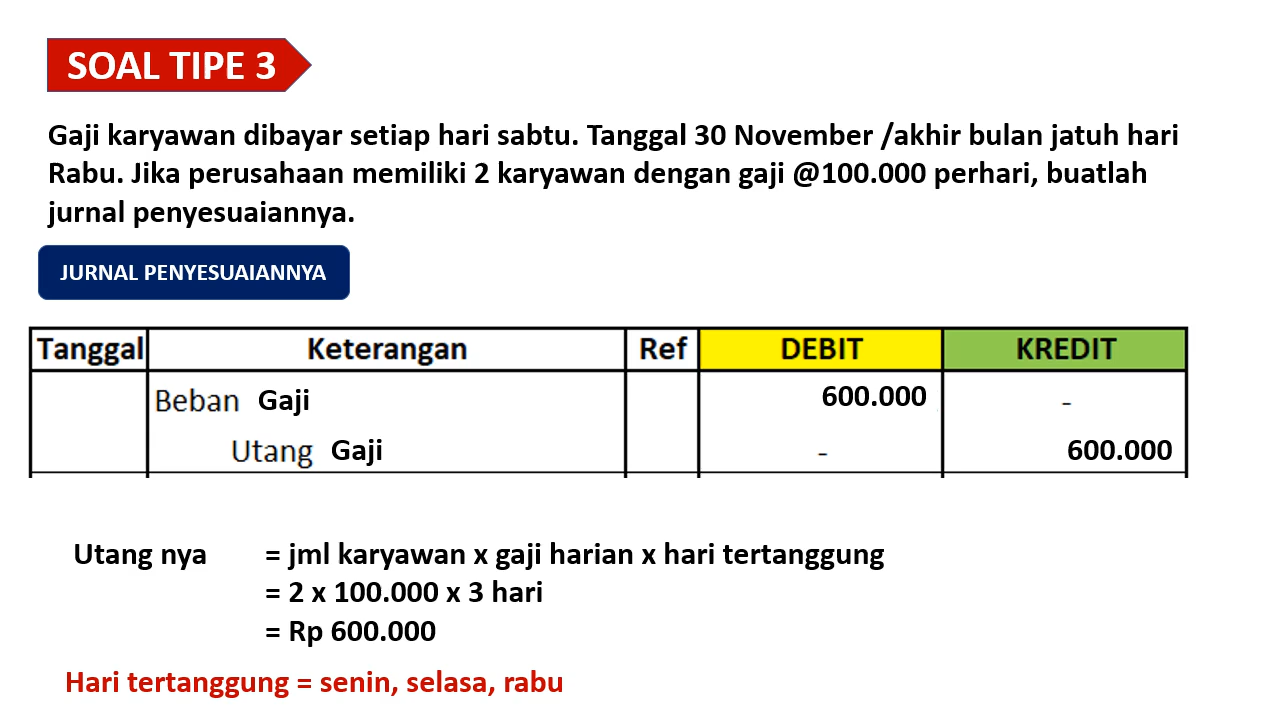 SOAL TIPE 3
Gaji karyawan dibayar setiap hari sabtu. Tanggal 30 November /akhir bulan jatuh hari
Rabu. Jika perusahaan memiliki 2 karyawan dengan gaji @100.000 perhari, buatlah
jurnal penyesuaiannya.
JURNAL PENYESUAIANNYA
Tanggal Keterangan Ref DEBIT KREDIT
Beban Gaji 600.000 -
Utang Gaji - 600.000
Utang nya = jml karyawan x gaji harian x hari tertanggung
= 2 x 100.000 x 3 hari
= Rp 600.000
Hari tertanggung = senin, selasa, rabu